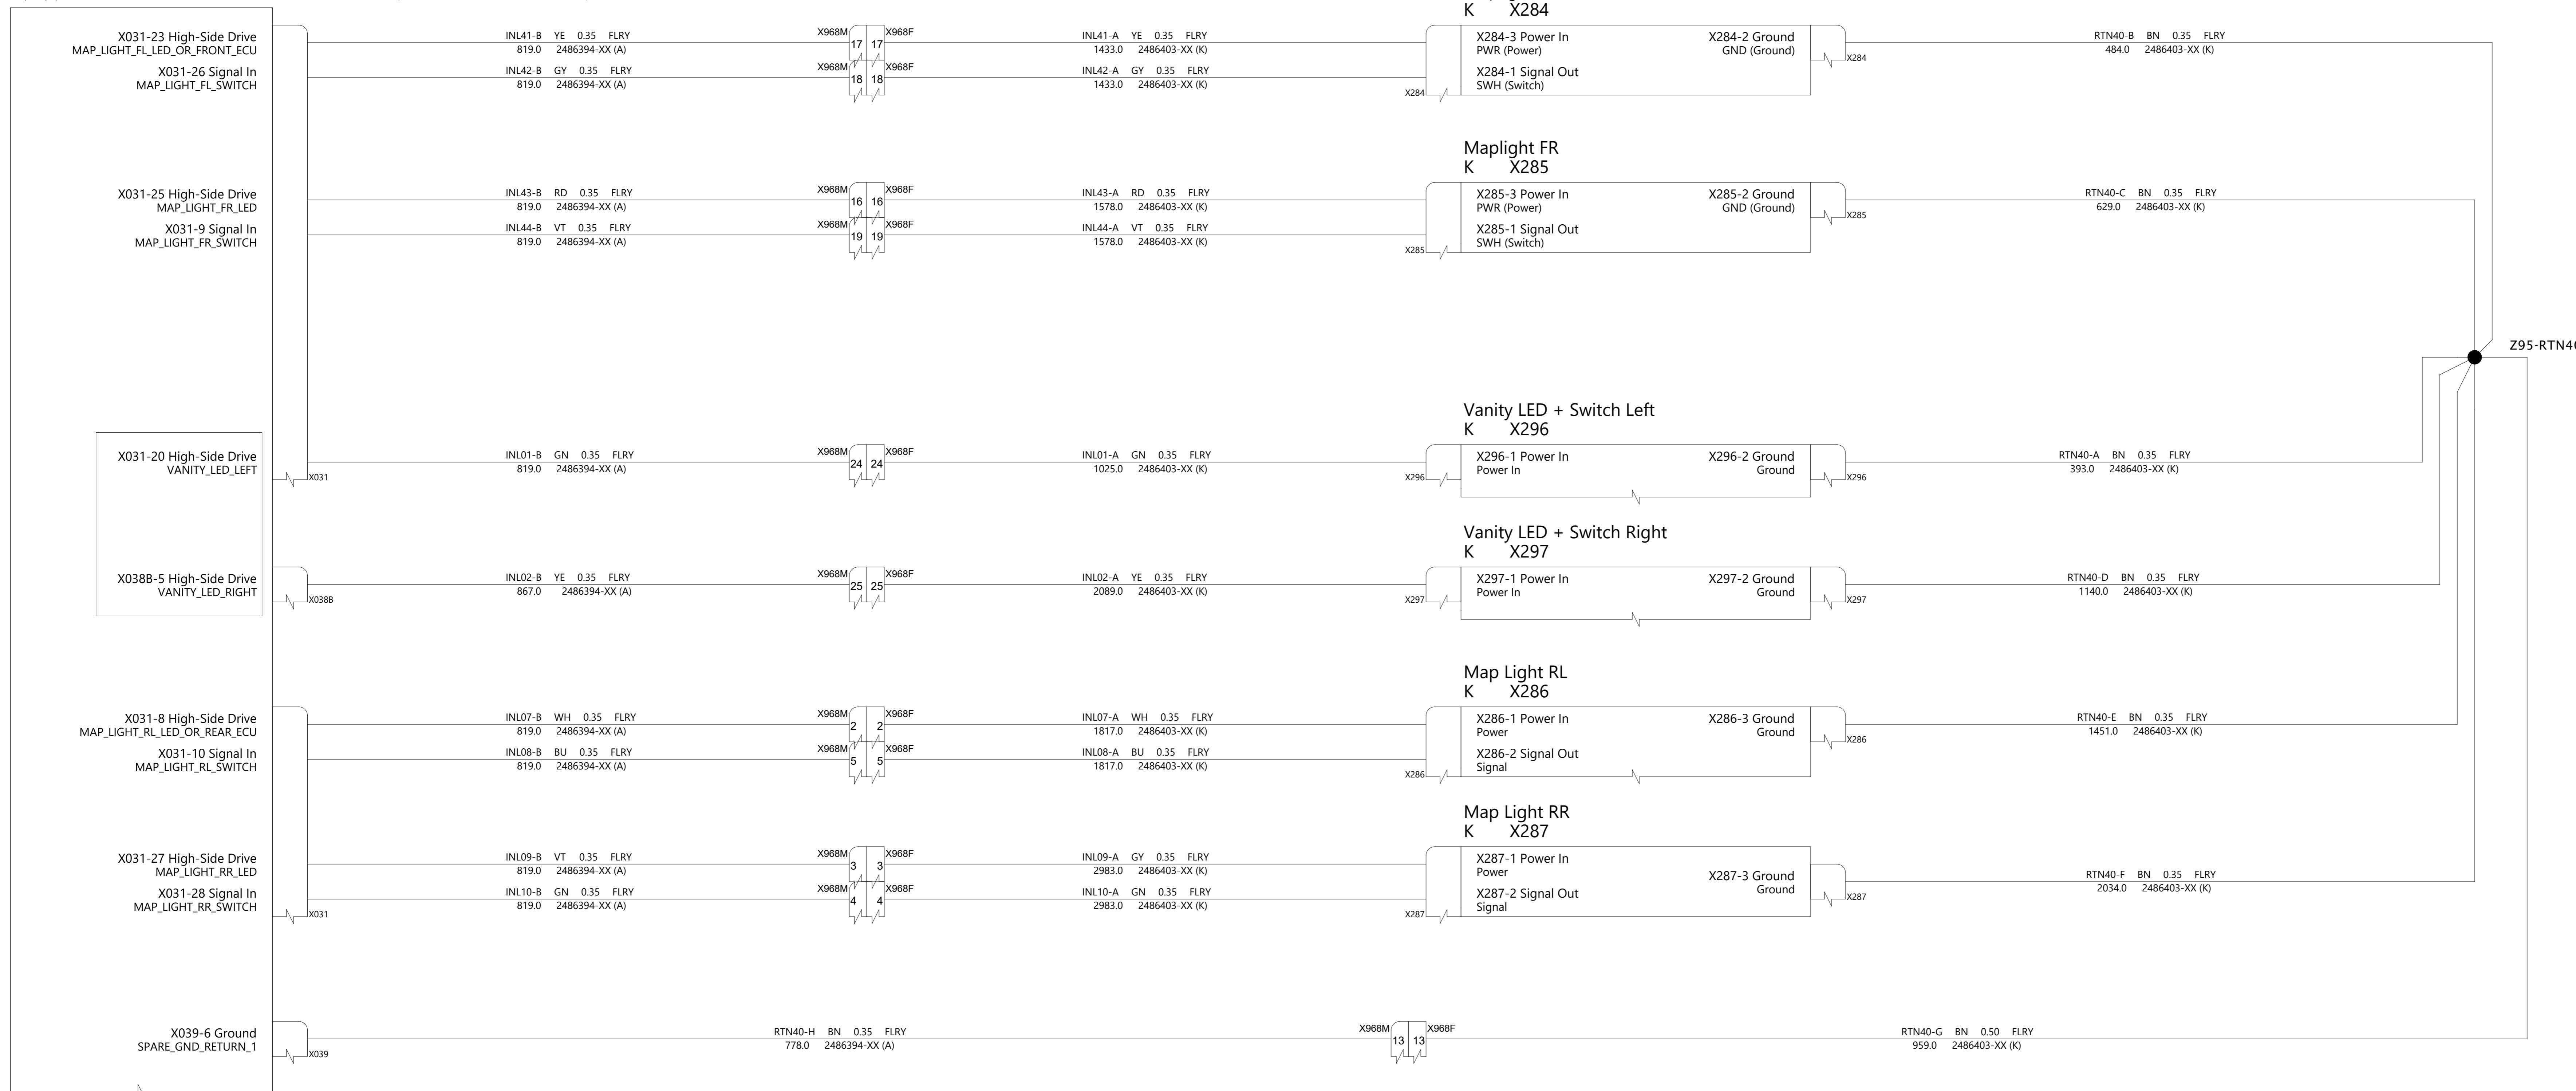 K X284
X031-23 High-Side Drive
MAP_LIGHT_FL_LED_OR_FRONT_ECU
INL41-B YE 0.35 FLRY
819.0 2486394-XX (A)
X968M 17 17 X968F
INL41-A YE 0.35 FLRY
1433.0 2486403-XX (K)
X284-3 Power In
PWR (Power)
X284-2 Ground
GND (Ground)
X284
RTN40-B BN 0.35 FLRY
484.0 2486403-XX (K)
X031-26 Signal In
MAP_LIGHT_FL_SWITCH
INL42-B GY 0.35 FLRY
819.0 2486394-XX (A)
X968M 18 18 X968F
INL42-A GY 0.35 FLRY
1433.0 2486403-XX (K)
X284
X284-1 Signal Out
SWH (Switch)
Maplight FR
K X285
X031-25 High-Side Drive
MAP_LIGHT_FR_LED
INL43-B RD 0.35 FLRY
819.0 2486394-XX (A)
X968M 16 16 X968F
INL43-A RD 0.35 FLRY
1578.0 2486403-XX (K)
X285-3 Power In
PWR (Power)
X285-2 Ground
GND (Ground)
X285
RTN40-C BN 0.35 FLRY
629.0 2486403-XX (K)
X031-9 Signal In
MAP_LIGHT_FR_SWITCH
INL44-B VT 0.35 FLRY
819.0 2486394-XX (A)
X968M 19 19 X968F
INL44-A VT 0.35 FLRY
1578.0 2486403-XX (K)
X285
X285-1 Signal Out
SWH (Switch)
Vanity LED + Switch Left
K X296
X031-20 High-Side Drive
VANITY_LED_LEFT
X031
INL01-B GN 0.35 FLRY
819.0 2486394-XX (A)
X968M 24 24 X968F
INL01-A GN 0.35 FLRY
1025.0 2486403-XX (K)
X296
X296-1 Power In
Power In
X296-2 Ground
Ground
X296
RTN40-A BN 0.35 FLRY
393.0 2486403-XX (K)
Vanity LED + Switch Right
K X297
X038B-5 High-Side Drive
VANITY_LED_RIGHT
X038B
INL02-B YE 0.35 FLRY
867.0 2486394-XX (A)
X968M 25 25 X968F
INL02-A YE 0.35 FLRY
2089.0 2486403-XX (K)
X297
X297-1 Power In
Power In
X297-2 Ground
Ground
X297
RTN40-D BN 0.35 FLRY
1140.0 2486403-XX (K)
Map Light RL
K X286
X031-8 High-Side Drive
MAP_LIGHT_RL_LED_OR_REAR_ECU
INL07-B WH 0.35 FLRY
819.0 2486394-XX (A)
X968M 2 2 X968F
INL07-A WH 0.35 FLRY
1817.0 2486403-XX (K)
X286-1 Power In
Power
X286-3 Ground
Ground
X286
RTN40-E BN 0.35 FLRY
1451.0 2486403-XX (K)
X031-10 Signal In
MAP_LIGHT_RL_SWITCH
INL08-B BU 0.35 FLRY
819.0 2486394-XX (A)
X968M 5 5 X968F
INL08-A BU 0.35 FLRY
1817.0 2486403-XX (K)
X286
X286-2 Signal Out
Signal
Map Light RR
K X287
X031-27 High-Side Drive
MAP_LIGHT_RR_LED
INL09-B VT 0.35 FLRY
819.0 2486394-XX (A)
X968M 3 3 X968F
INL09-A GY 0.35 FLRY
2983.0 2486403-XX (K)
X287-1 Power In
Power
X287-3 Ground
Ground
X287
RTN40-F BN 0.35 FLRY
2034.0 2486403-XX (K)
X031-28 Signal In
MAP_LIGHT_RR_SWITCH
X031
INL10-B GN 0.35 FLRY
819.0 2486394-XX (A)
X968M 4 4 X968F
INL10-A GN 0.35 FLRY
2983.0 2486403-XX (K)
X287
X287-2 Signal Out
Signal
X039-6 Ground
SPARE_GND_RETURN_1
X039
RTN40-H BN 0.35 FLRY
778.0 2486394-XX (A)
X968M 13 13 X968F
RTN40-G BN 0.50 FLRY
959.0 2486403-XX (K)